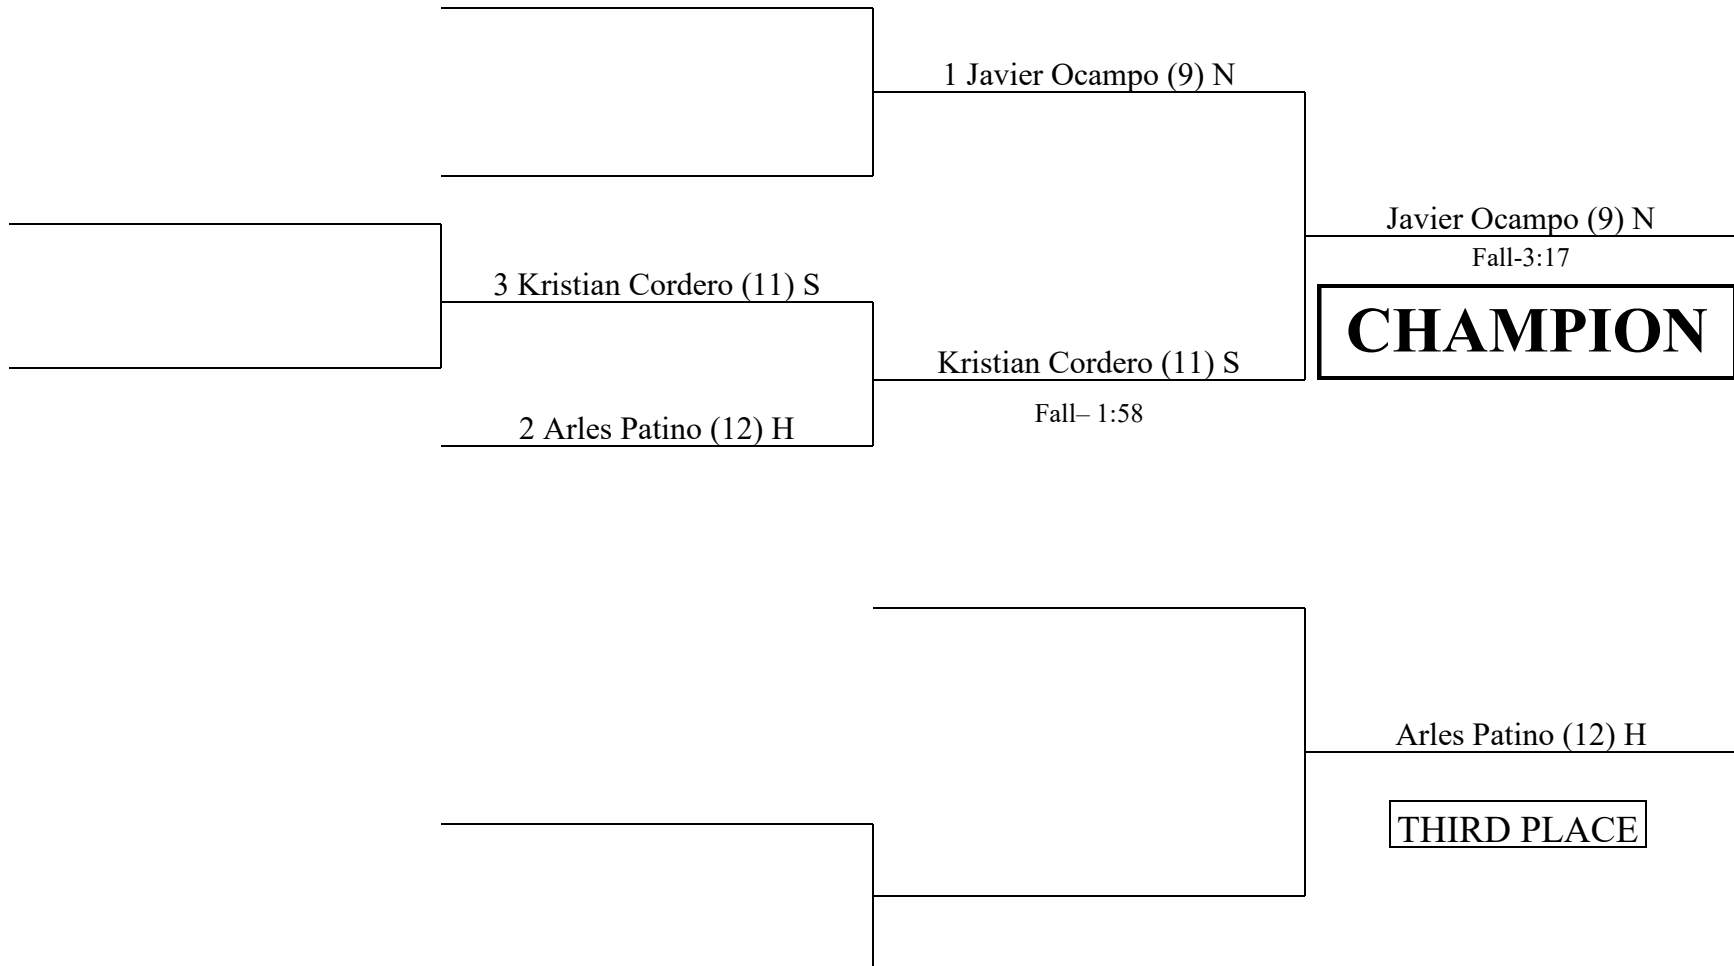 1 Javier Ocampo (9) N
Javier Ocampo (9) N
Fall-3:17
3 Kristian Cordero (11) S
CHAMPION
Kristian Cordero (11) S
Fall– 1:58
2 Arles Patino (12) H
Arles Patino (12) H
THIRD PLACE